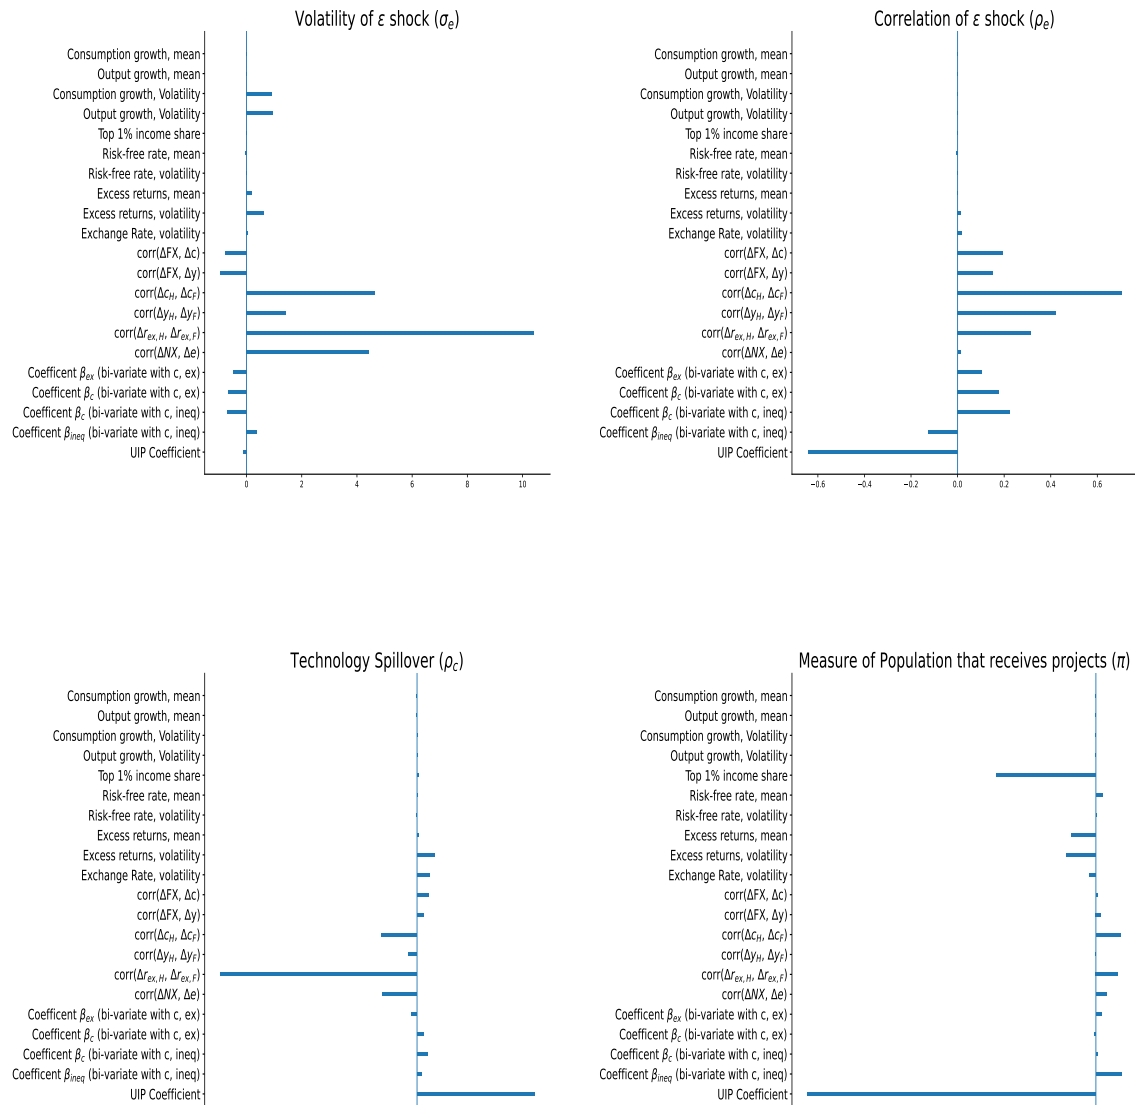 Volatility of ε shock (σe)
Consumption growth, mean
Output growth, mean
Consumption growth, Volatility
Output growth, Volatility
Top 1% income share
Risk-free rate, mean
Risk-free rate, volatility
Excess returns, mean
Excess returns, volatility
Exchange Rate, volatility
corr(ΔFX, Δc)
corr(ΔFX, Δy)
corr(ΔcH, ΔcF)
corr(ΔyH, ΔyF)
corr(Δrex,H, Δrex,F)
corr(ΔNX, Δe)
Coefficent βex (bi-variate with c, ex)
Coefficent βc (bi-variate with c, ex)
Coefficent βc (bi-variate with c, ineq)
Coefficent βineq (bi-variate with c, ineq)
UIP Coefficient
0 2 4 6 8 10
Correlation of ε shock (ρe)
Consumption growth, mean
Output growth, mean
Consumption growth, Volatility
Output growth, Volatility
Top 1% income share
Risk-free rate, mean
Risk-free rate, volatility
Excess returns, mean
Excess returns, volatility
Exchange Rate, volatility
corr(ΔFX, Δc)
corr(ΔFX, Δy)
corr(ΔcH, ΔcF)
corr(ΔyH, ΔyF)
corr(Δrex,H, Δrex,F)
corr(ΔNX, Δe)
Coefficent βex (bi-variate with c, ex)
Coefficent βc (bi-variate with c, ex)
Coefficent βc (bi-variate with c, ineq)
Coefficent βineq (bi-variate with c, ineq)
UIP Coefficient
−0.6 −0.4 −0.2 0.0 0.2 0.4 0.6
Technology Spillover (ρc)
Consumption growth, mean
Output growth, mean
Consumption growth, Volatility
Output growth, Volatility
Top 1% income share
Risk-free rate, mean
Risk-free rate, volatility
Excess returns, mean
Excess returns, volatility
Exchange Rate, volatility
corr(ΔFX, Δc)
corr(ΔFX, Δy)
corr(ΔcH, ΔcF)
corr(ΔyH, ΔyF)
corr(Δrex,H, Δrex,F)
corr(ΔNX, Δe)
Coefficent βex (bi-variate with c, ex)
Coefficent βc (bi-variate with c, ex)
Coefficent βc (bi-variate with c, ineq)
Coefficent βineq (bi-variate with c, ineq)
UIP Coefficient
Measure of Population that receives projects (π)
Consumption growth, mean
Output growth, mean
Consumption growth, Volatility
Output growth, Volatility
Top 1% income share
Risk-free rate, mean
Risk-free rate, volatility
Excess returns, mean
Excess returns, volatility
Exchange Rate, volatility
corr(ΔFX, Δc)
corr(ΔFX, Δy)
corr(ΔcH, ΔcF)
corr(ΔyH, ΔyF)
corr(Δrex,H, Δrex,F)
corr(ΔNX, Δe)
Coefficent βex (bi-variate with c, ex)
Coefficent βc (bi-variate with c, ex)
Coefficent βc (bi-variate with c, ineq)
Coefficent βineq (bi-variate with c, ineq)
UIP Coefficient